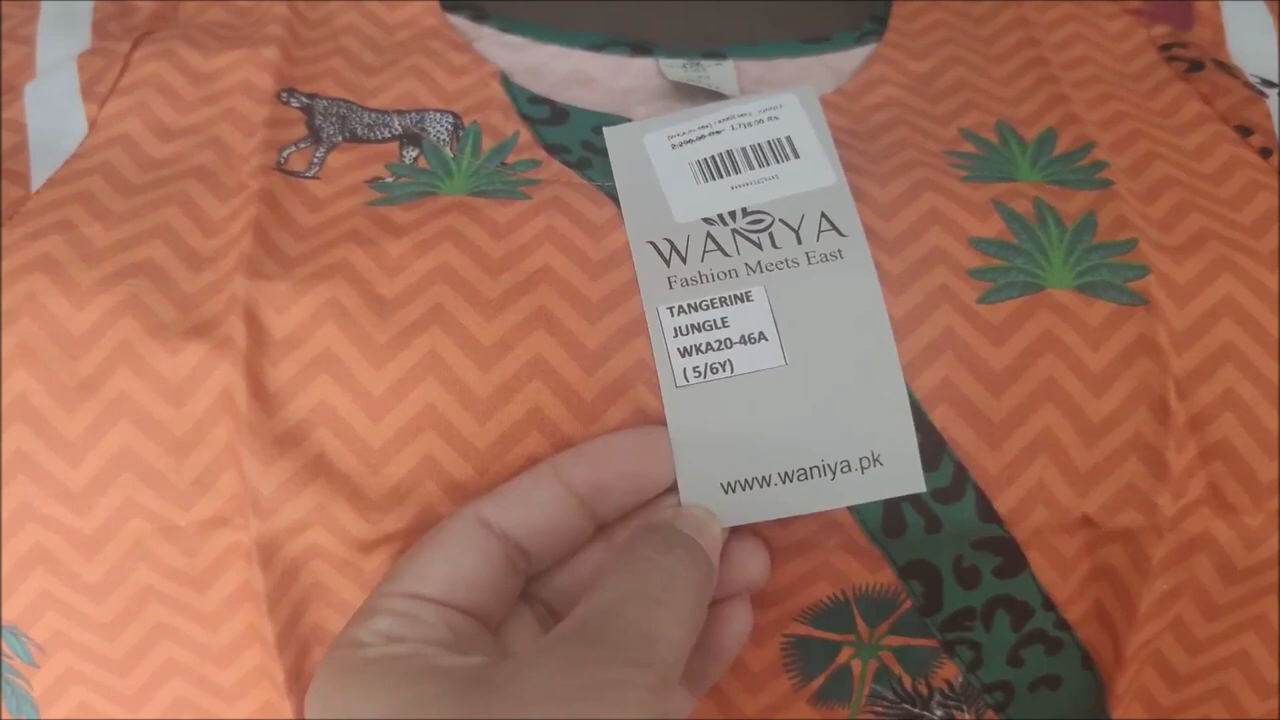 WANIYA
Fashion Meets East
TANGERINE
JUNGLE
WKA20-46A
( 5/6Y)
www.waniya.pk